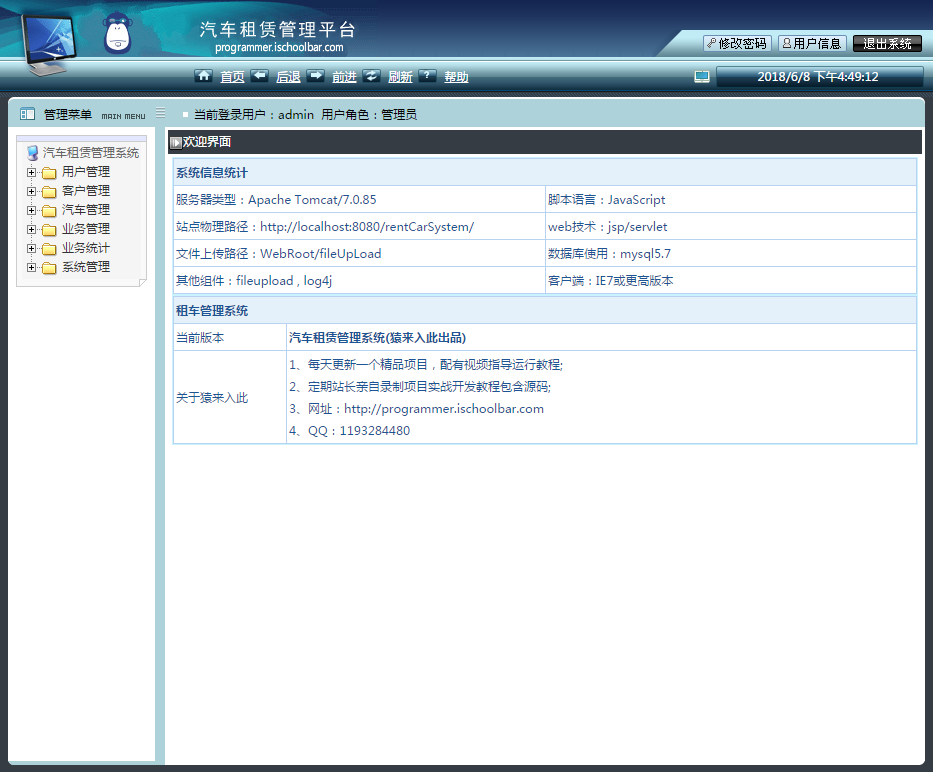 汽车租赁管理平台
programmer.ischoolbar.com
修改密码 用户信息 退出系统
首页 后退 前进 刷新 ? 帮助
2018/6/8 下午4:49:12
管理菜单 MAIN MENU
当前登录用户：admin 用户角色：管理员
汽车租赁管理系统
用户管理
客户管理
汽车管理
业务管理
业务统计
系统管理
欢迎界面
系统信息统计
服务器类型：Apache Tomcat/7.0.85 脚本语言：JavaScript
站点物理路径：http://localhost:8080/rentCarSystem/ web技术：jsp/servlet
文件上传路径：WebRoot/fileUpLoad 数据库使用：mysql5.7
其他组件：fileupload , log4j 客户端：IE7或更高版本
租车管理系统
当前版本 汽车租赁管理系统(猿来入此出品)
关于猿来入此
1、每天更新一个精品项目，配有视频指导运行教程;
2、定期站长亲自录制项目实战开发教程包含源码;
3、网址：http://programmer.ischoolbar.com
4、QQ：1193284480